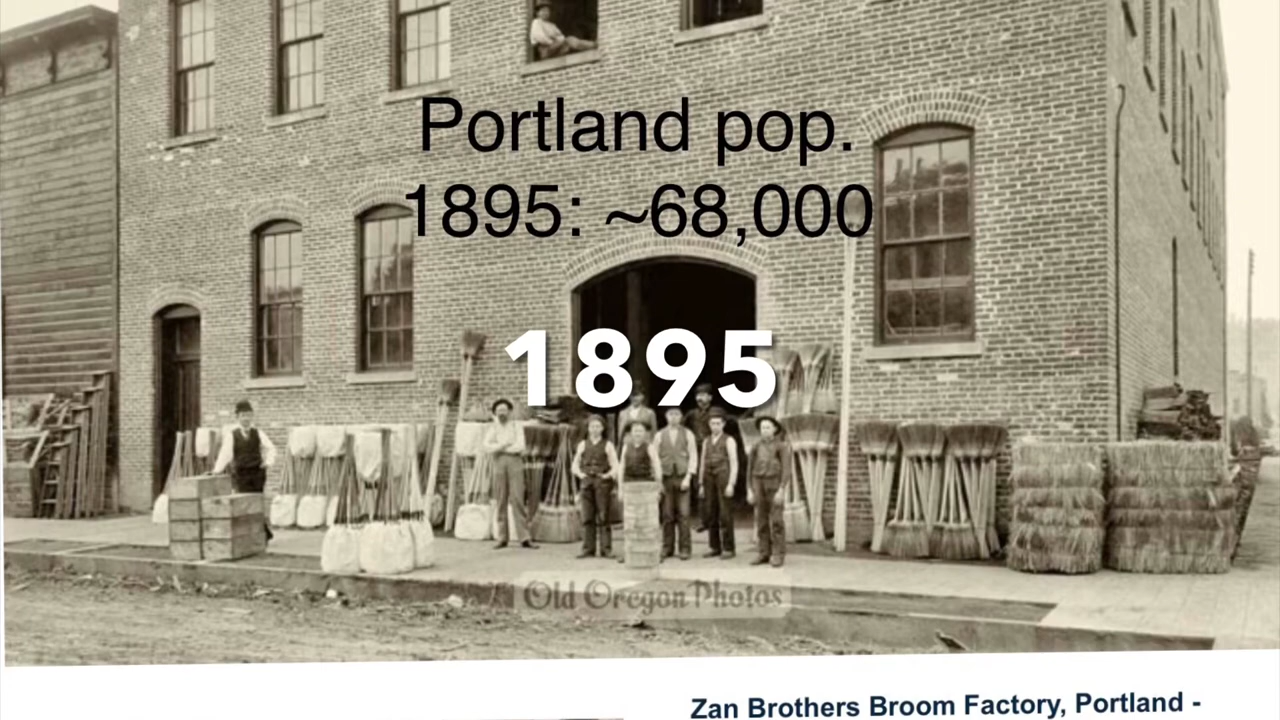 Portland pop.
1895: ~68,000
1895
Old Oregon Photos
Zan Brothers Broom Factory, Portland -